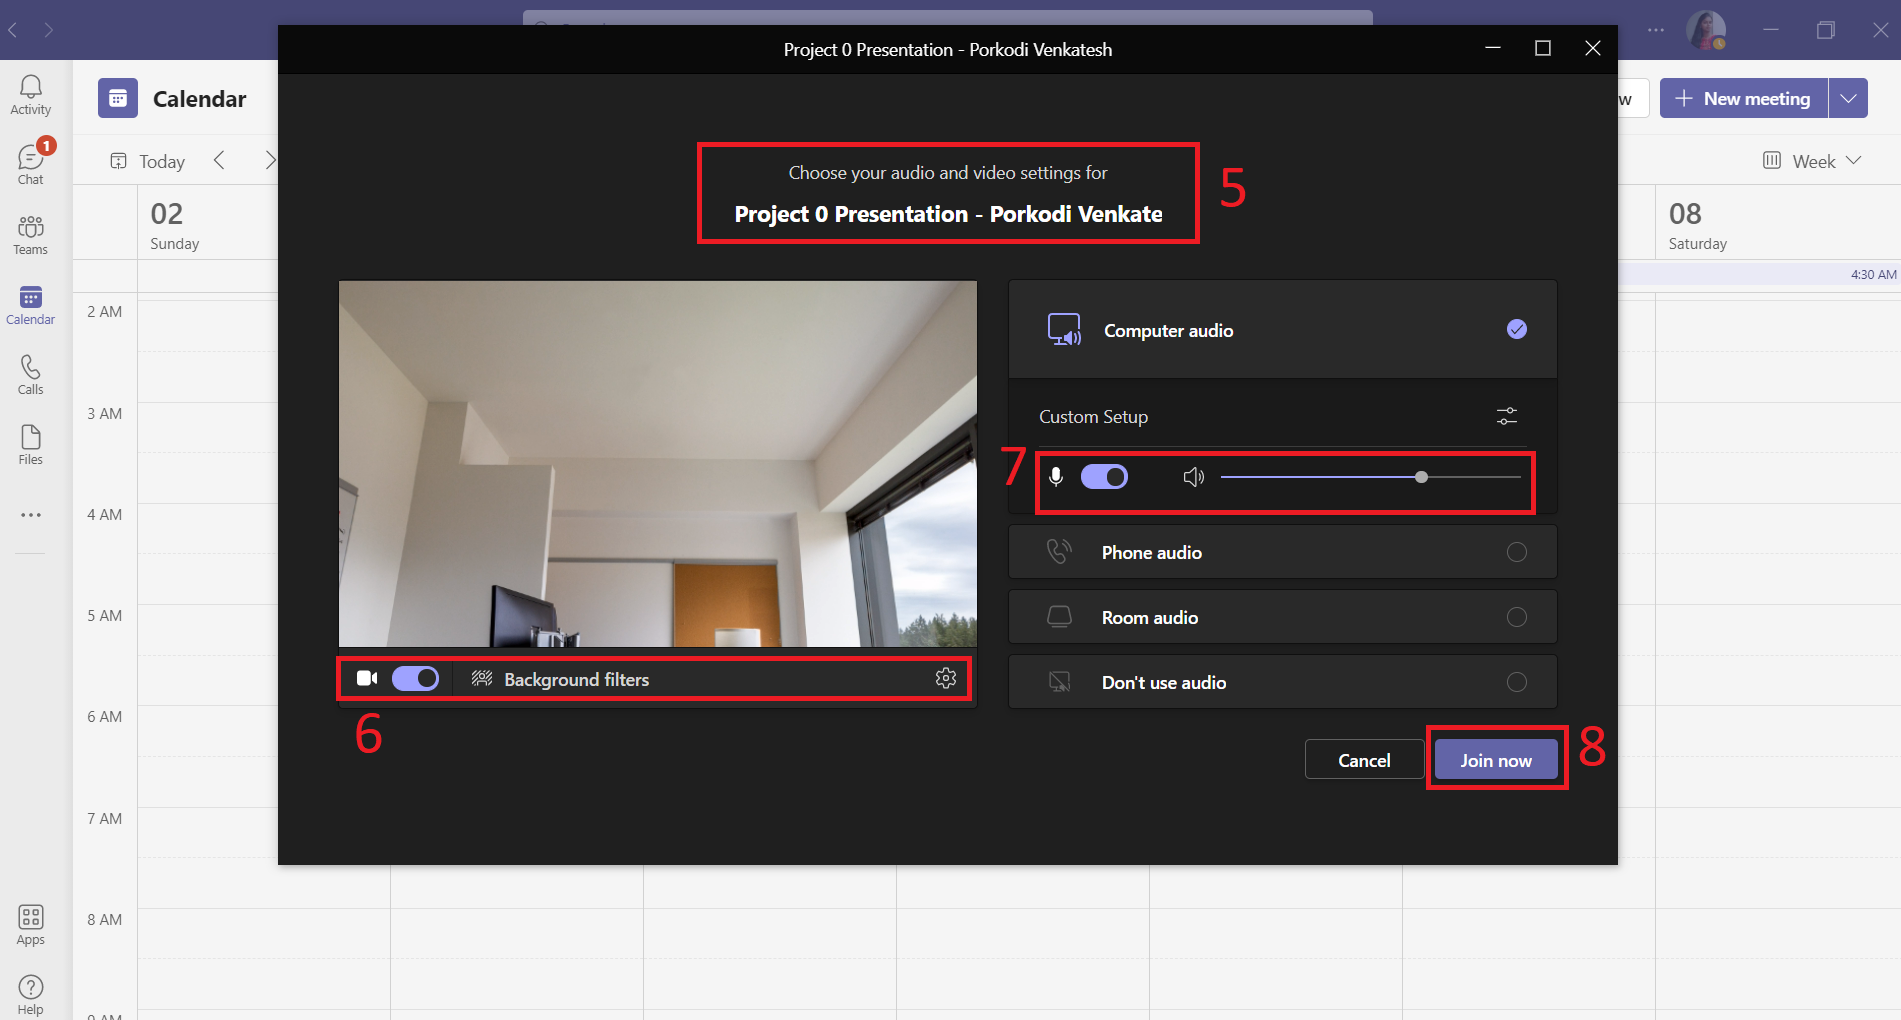 Project 0 Presentation - Porkodi Venkatesh
Activity
Chat
1
Teams
Calendar
Calls
Files
Apps
Help
Calendar
w
New meeting
Today
Week
02
Sunday
08
Saturday
4:30 AM
2 AM
3 AM
4 AM
5 AM
6 AM
7 AM
8 AM
Choose your audio and video settings for
Project 0 Presentation - Porkodi Venkate
5
Computer audio
Custom Setup
7
Phone audio
Room audio
Don't use audio
Background filters
6
Cancel
Join now
8